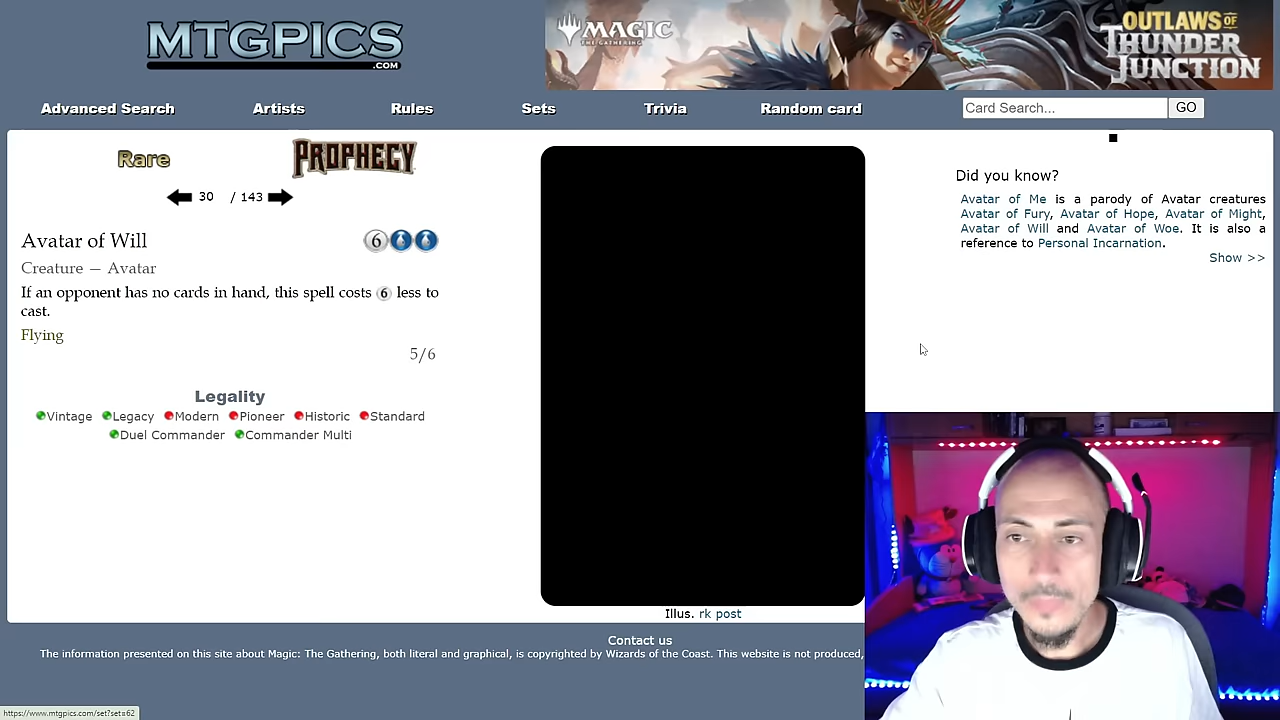 MTGPICS
.COM
MAGIC
THE GATHERING
OUTLAWS OF
THUNDER
JUNCTION
Advanced Search Artists Rules Sets Trivia Random card Card Search... GO
Rare PROPHECY
30 / 143
Avatar of Will 6
Creature — Avatar
If an opponent has no cards in hand, this spell costs 6 less to
cast.
Flying
5/6
Legality
Vintage Legacy Modern Pioneer Historic Standard
Duel Commander Commander Multi
Illus. rk post
Did you know?
Avatar of Me is a parody of Avatar creatures
Avatar of Fury, Avatar of Hope, Avatar of Might,
Avatar of Will and Avatar of Woe. It is also a
reference to Personal Incarnation.
Show >>
Contact us
The information presented on this site about Magic: The Gathering, both literal and graphical, is copyrighted by Wizards of the Coast. This website is not produced,
https://www.mtgpics.com/set?set=62